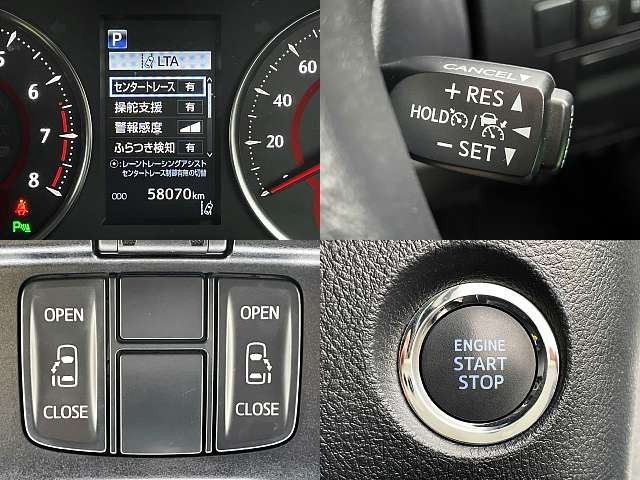 P
LTA
センタートレース 有
操舵支援 有
警報感度
ふらつき検知 有
:レーントレーシングアシスト
センタートレース制御有無の切替
ODO 58070km
5
6
7
8
60
40
20
0
P
CANCEL▼
+ RES ▲
HOLD / ◀
− SET ▼
OPEN
CLOSE
OPEN
CLOSE
ENGINE
START
STOP